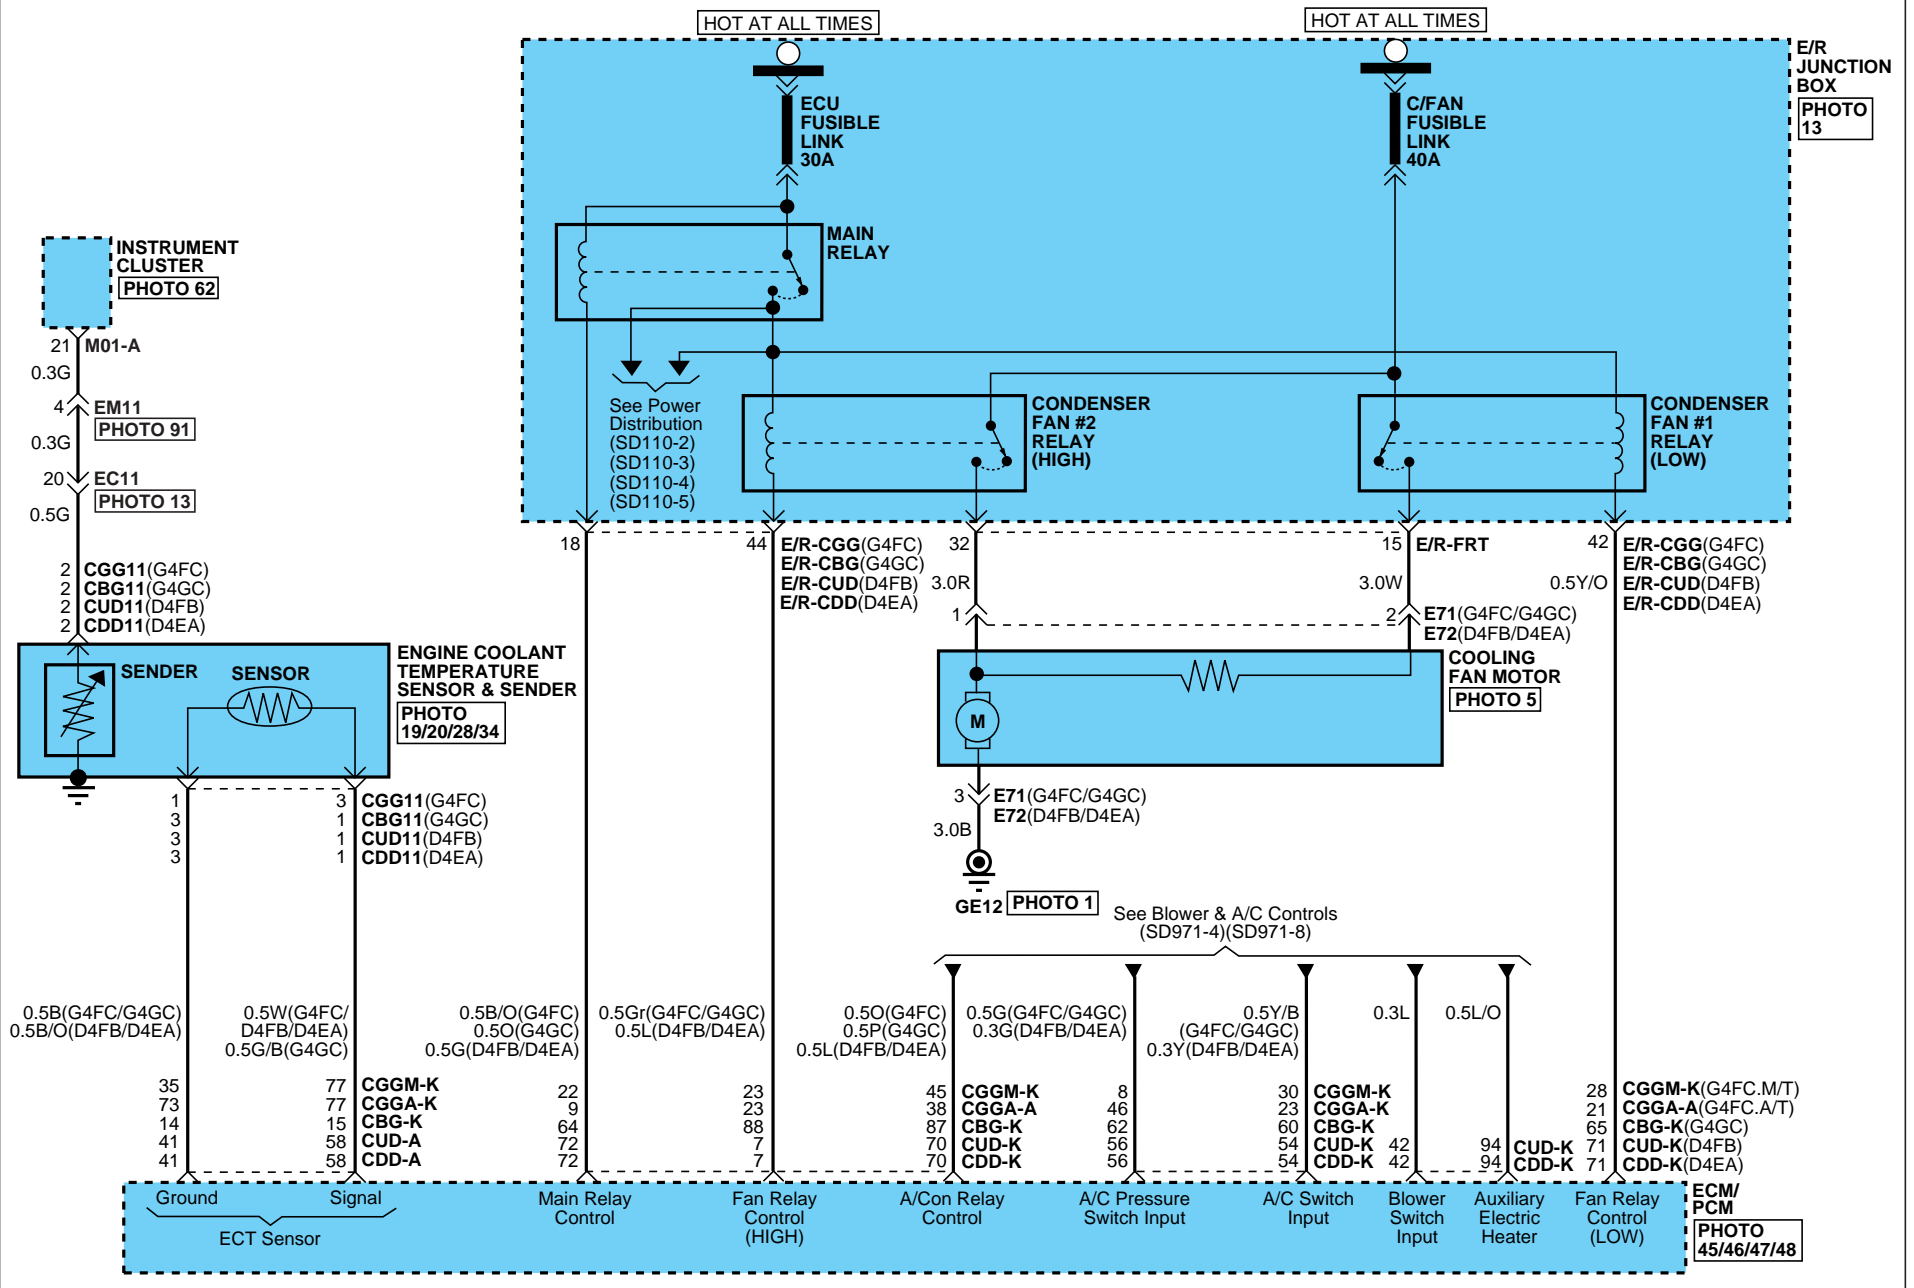 HOT AT ALL TIMES
HOT AT ALL TIMES
E/R
JUNCTION
BOX
PHOTO
13
ECU
FUSIBLE
LINK
30A
C/FAN
FUSIBLE
LINK
40A
MAIN
RELAY
INSTRUMENT
CLUSTER
PHOTO 62
21 M01-A
0.3G
4 EM11
PHOTO 91
0.3G
20 EC11
PHOTO 13
0.5G
See Power
Distribution
(SD110-2)
(SD110-3)
(SD110-4)
(SD110-5)
CONDENSER
FAN #2
RELAY
(HIGH)
CONDENSER
FAN #1
RELAY
(LOW)
18
44 E/R-CGG(G4FC)
E/R-CBG(G4GC)
E/R-CUD(D4FB)
E/R-CDD(D4EA)
32
3.0R
15 E/R-FRT
3.0W
42 E/R-CGG(G4FC)
E/R-CBG(G4GC)
E/R-CUD(D4FB)
E/R-CDD(D4EA)
0.5Y/O
2 CGG11(G4FC)
2 CBG11(G4GC)
2 CUD11(D4FB)
2 CDD11(D4EA)
1
2 E71(G4FC/G4GC)
E72(D4FB/D4EA)
SENDER
SENSOR
ENGINE COOLANT
TEMPERATURE
SENSOR & SENDER
PHOTO
19/20/28/34
COOLING
FAN MOTOR
PHOTO 5
M
1 3 CGG11(G4FC)
3 1 CBG11(G4GC)
3 1 CUD11(D4FB)
3 1 CDD11(D4EA)
3 E71(G4FC/G4GC)
E72(D4FB/D4EA)
3.0B
GE12 PHOTO 1
See Blower & A/C Controls
(SD971-4)(SD971-8)
0.5B(G4FC/G4GC)
0.5B/O(D4FB/D4EA)
0.5W(G4FC/
D4FB/D4EA)
0.5G/B(G4GC)
0.5B/O(G4FC)
0.5O(G4GC)
0.5G(D4FB/D4EA)
0.5Gr(G4FC/G4GC)
0.5L(D4FB/D4EA)
0.5O(G4FC)
0.5P(G4GC)
0.5L(D4FB/D4EA)
0.5G(G4FC/G4GC)
0.3G(D4FB/D4EA)
0.5Y/B
(G4FC/G4GC)
0.3Y(D4FB/D4EA)
0.3L
0.5L/O
35 77 CGGM-K
73 77 CGGA-K
14 15 CBG-K
41 58 CUD-A
41 58 CDD-A
22 23 45 CGGM-K 8 30 CGGM-K 28 CGGM-K(G4FC.M/T)
9 23 38 CGGA-A 46 23 CGGA-K 21 CGGA-A(G4FC.A/T)
64 88 87 CBG-K 62 60 CBG-K 65 CBG-K(G4GC)
72 7 70 CUD-K 56 54 CUD-K 42 94 CUD-K 71 CUD-K(D4FB)
72 7 70 CDD-K 56 54 CDD-K 42 94 CDD-K 71 CDD-K(D4EA)
Ground
Signal
ECT Sensor
Main Relay
Control
Fan Relay
Control
(HIGH)
A/Con Relay
Control
A/C Pressure
Switch Input
A/C Switch
Input
Blower
Switch
Input
Auxiliary
Electric
Heater
Fan Relay
Control
(LOW)
ECM/
PCM
PHOTO
45/46/47/48